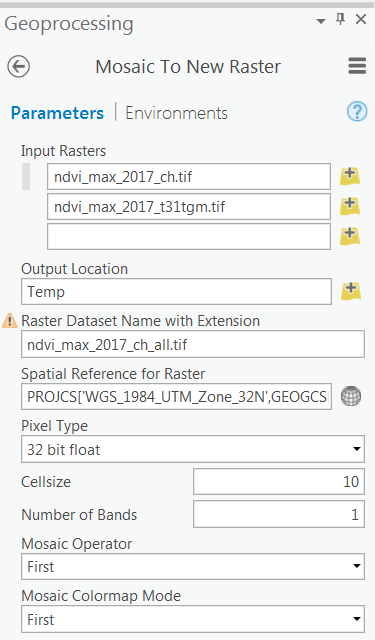 Geoprocessing
Mosaic To New Raster
Parameters | Environments
?
Input Rasters
ndvi_max_2017_ch.tif
ndvi_max_2017_t31tgm.tif
Output Location
Temp
Raster Dataset Name with Extension
ndvi_max_2017_ch_all.tif
Spatial Reference for Raster
PROJCS['WGS_1984_UTM_Zone_32N',GEOGCS
Pixel Type
32 bit float
Cellsize 10
Number of Bands 1
Mosaic Operator
First
Mosaic Colormap Mode
First